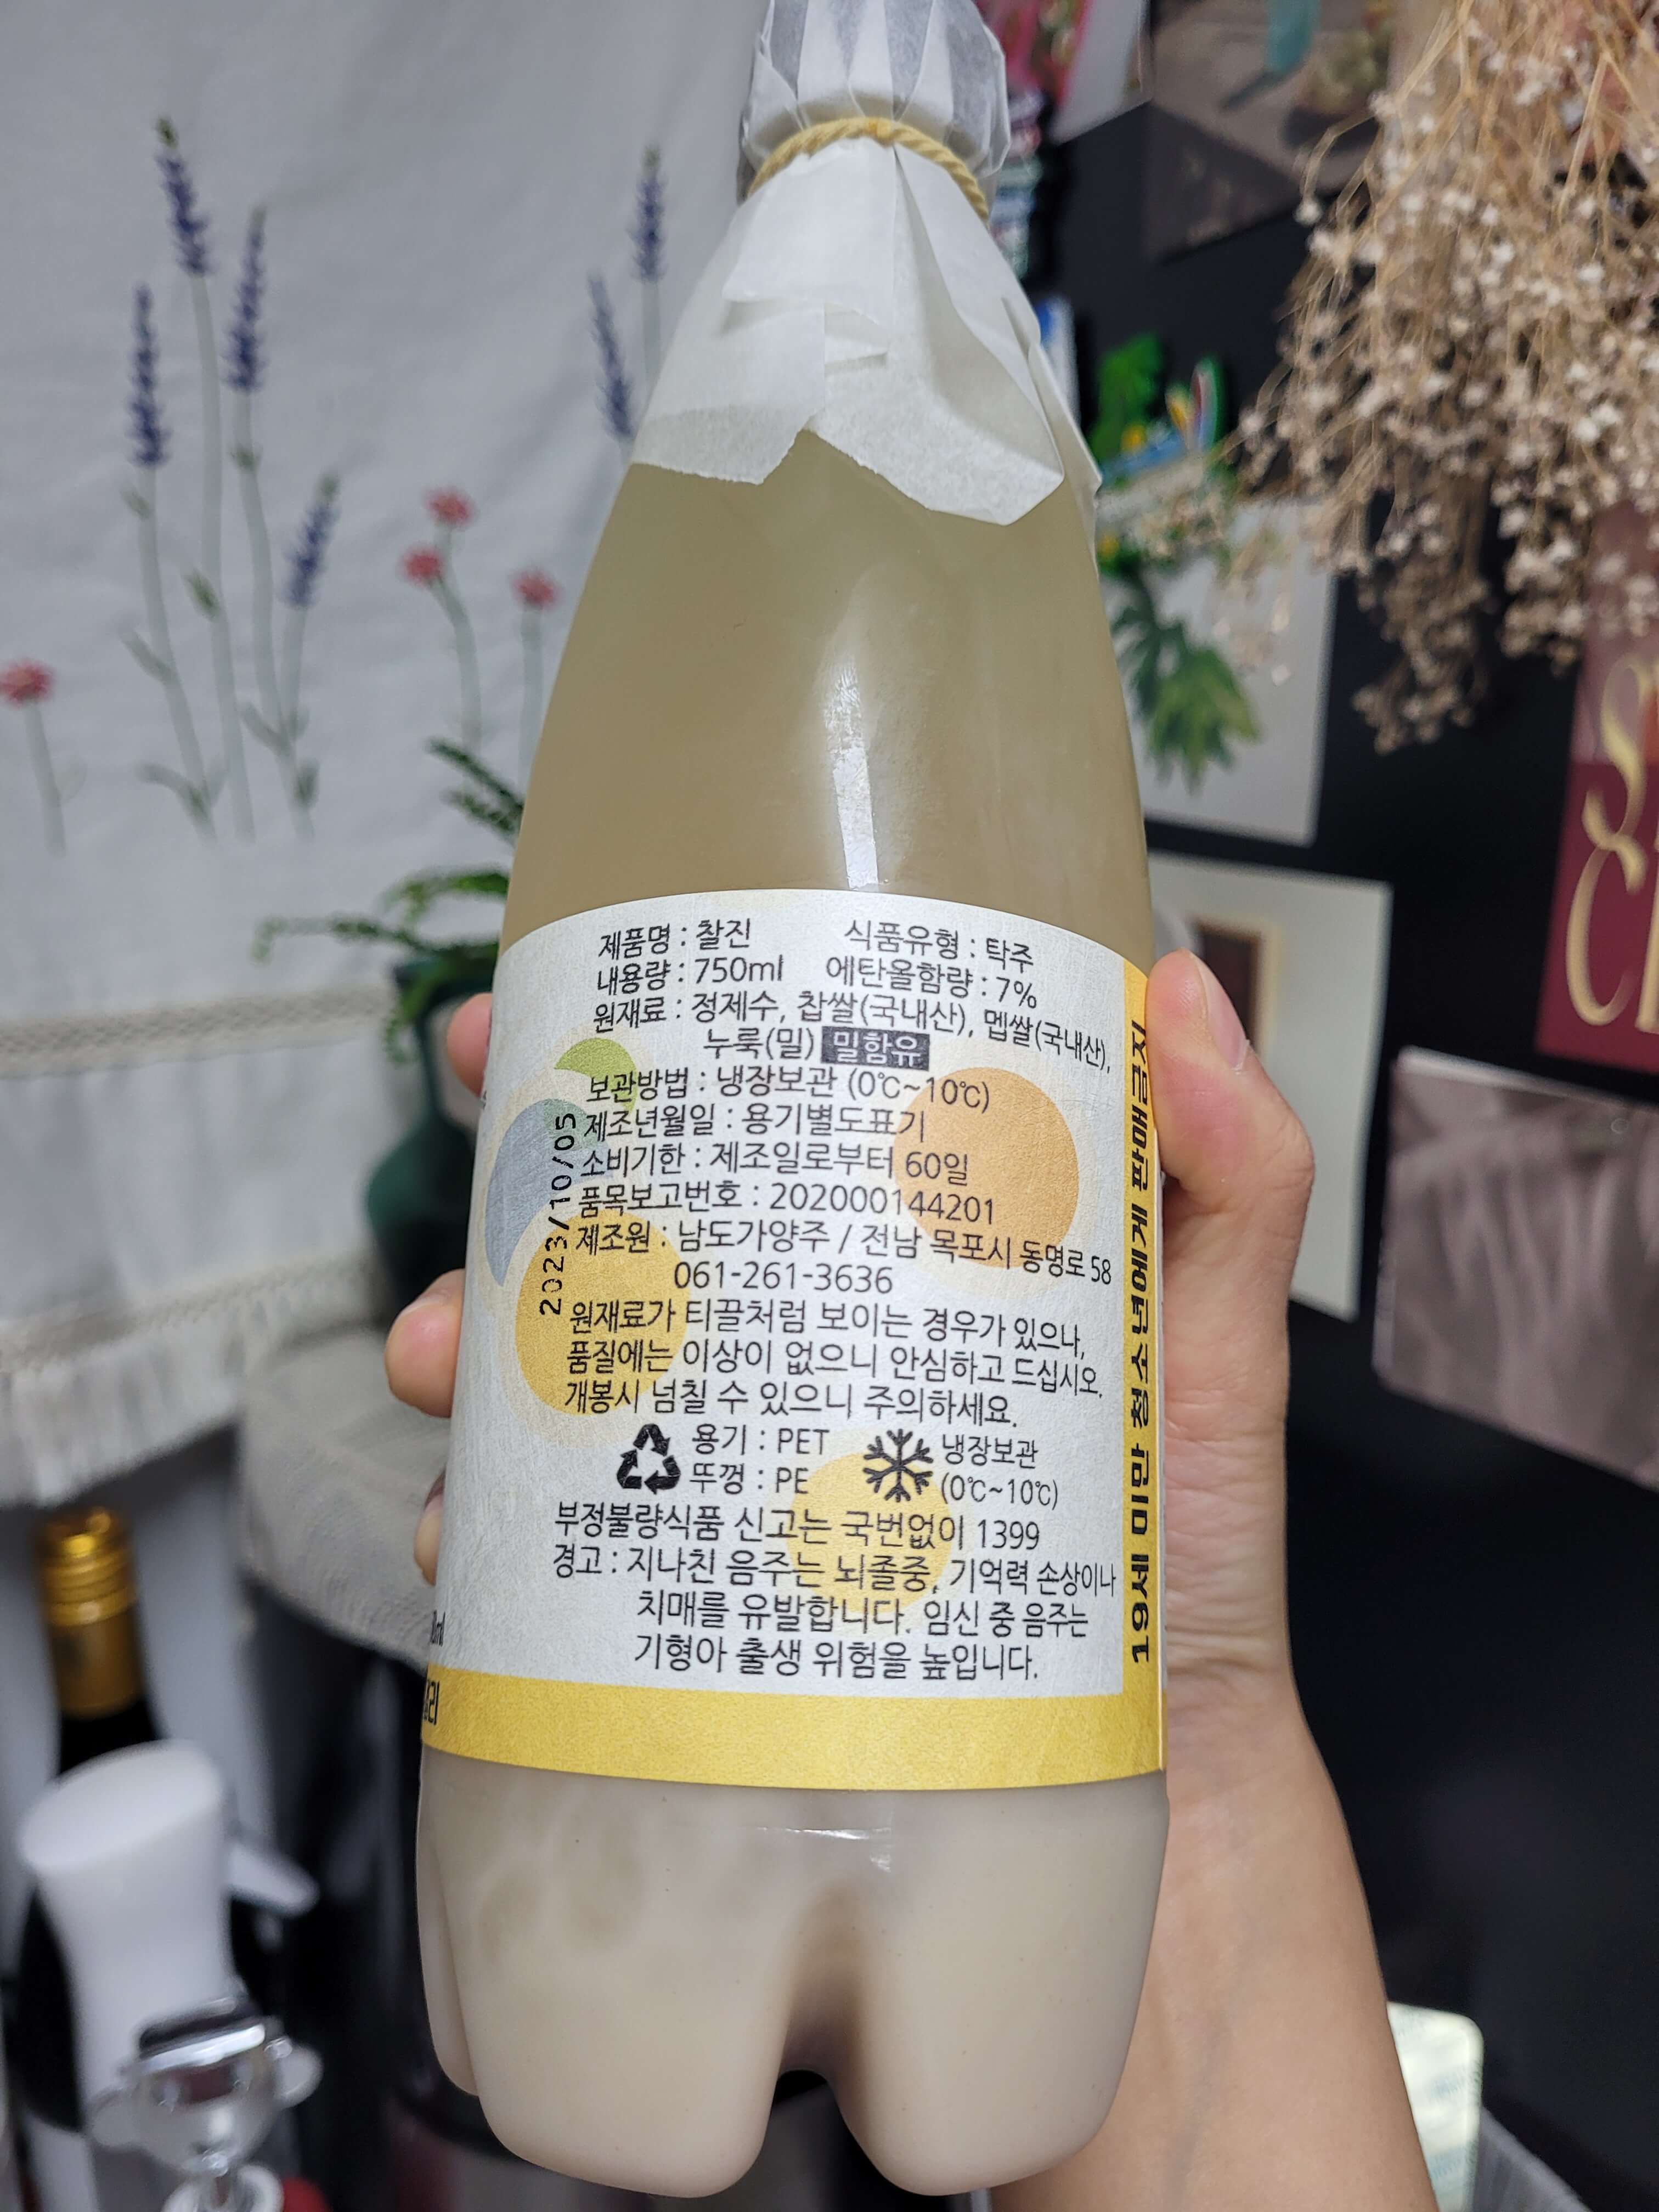 제품명 : 찰진 식품유형 : 탁주
내용량 : 750ml 에탄올함량 : 7%
원재료 : 정제수, 찹쌀(국내산), 멥쌀(국내산),
누룩(밀) 밀함유
보관방법 : 냉장보관 (0℃~10℃)
제조년월일 : 용기별도표기
소비기한 : 제조일로부터 60일
품목보고번호 : 202000144201
제조원 : 남도가양주 / 전남 목포시 동명로 58
061-261-3636
원재료가 티끌처럼 보이는 경우가 있으나,
품질에는 이상이 없으니 안심하고 드십시오.
개봉시 넘칠 수 있으니 주의하세요.
용기 : PET
뚜껑 : PE
냉장보관
(0℃~10℃)
부정불량식품 신고는 국번없이 1399
경고 : 지나친 음주는 뇌졸중, 기억력 손상이나
치매를 유발합니다. 임신 중 음주는
기형아 출생 위험을 높입니다.
2023/10/05
19세 미만 청소년에게 판매금지